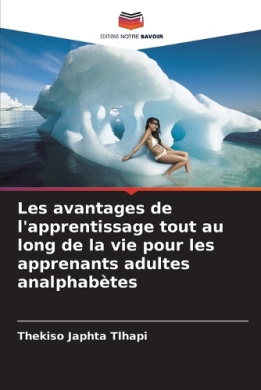 EDITIONS NOTRE SAVOIR
Les avantages de
l'apprentissage tout au
long de la vie pour les
apprenants adultes
analphabètes
Thekiso Japhta Tlhapi